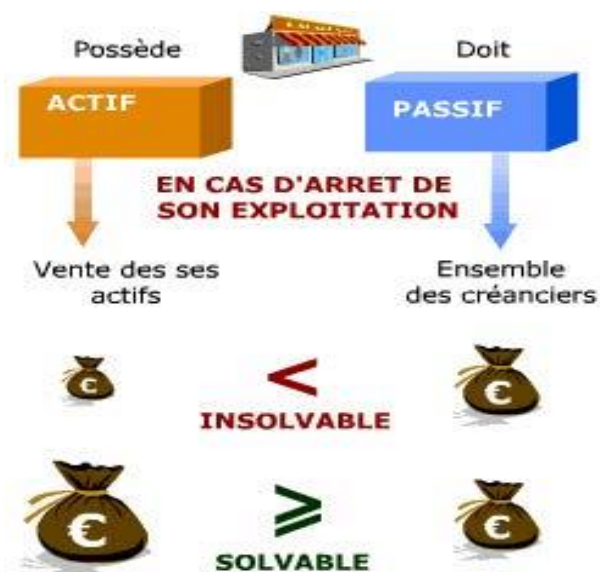 Possède
Doit
ACTIF
PASSIF
EN CAS D'ARRET DE
SON EXPLOITATION
Vente des ses
actifs
Ensemble
des créanciers
€
<
€
INSOLVABLE
€
⩾
€
SOLVABLE